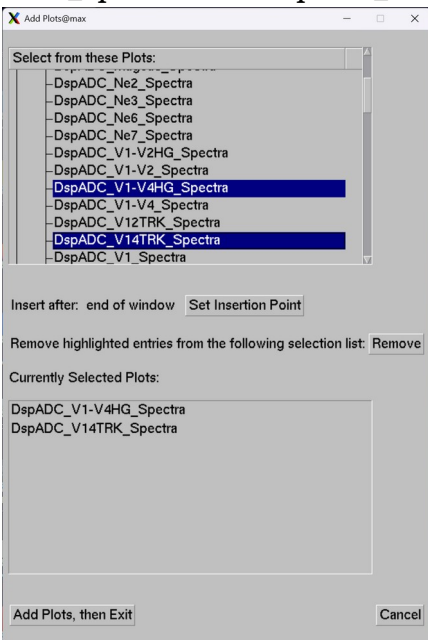 Add Plots@max
Select from these Plots:
DspADC_Ne2_Spectra
DspADC_Ne3_Spectra
DspADC_Ne6_Spectra
DspADC_Ne7_Spectra
DspADC_V1-V2HG_Spectra
DspADC_V1-V2_Spectra
DspADC_V1-V4HG_Spectra
DspADC_V1-V4_Spectra
DspADC_V12TRK_Spectra
DspADC_V14TRK_Spectra
DspADC_V1_Spectra
Insert after: end of window Set Insertion Point
Remove highlighted entries from the following selection list: Remove
Currently Selected Plots:
DspADC_V1-V4HG_Spectra
DspADC_V14TRK_Spectra
Add Plots, then Exit Cancel